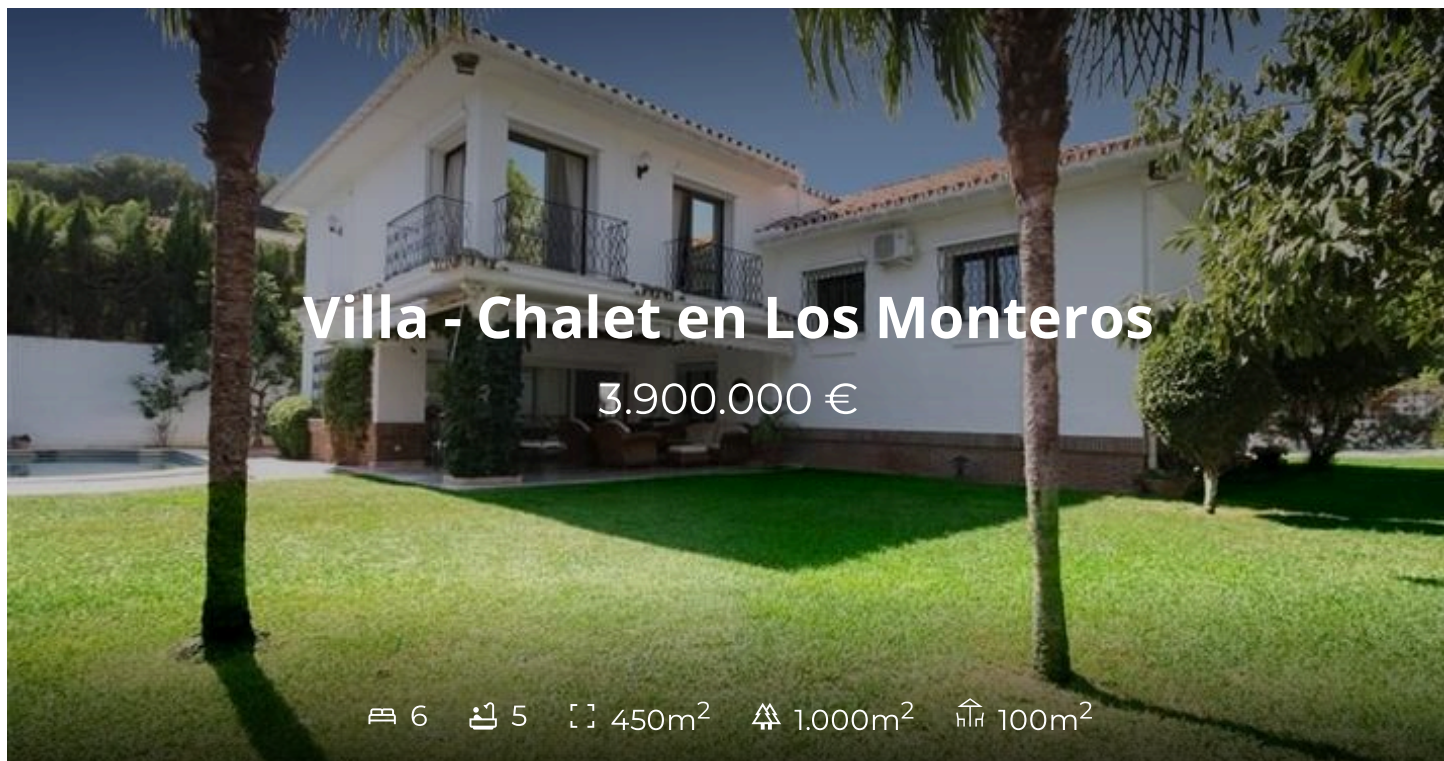 Villa - Chalet en Los Monteros
3.900.000 €
6 5 450m² 1.000m² 100m²